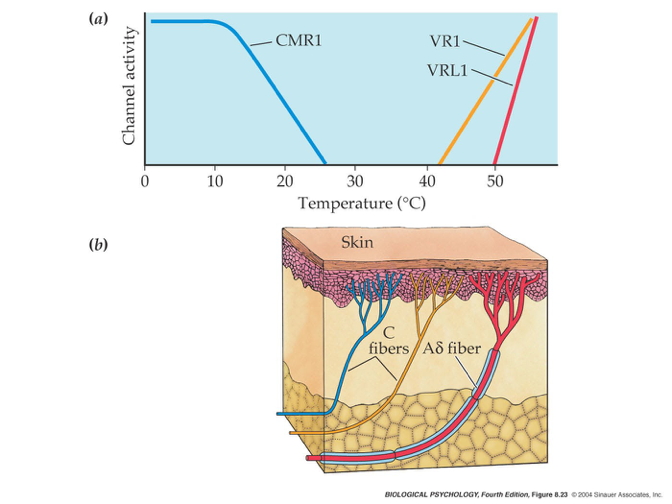 (a)
Channel activity
CMR1
VR1
VRL1
0 10 20 30 40 50
Temperature (°C)
(b)
Skin
C
fibers
Aδ fiber
BIOLOGICAL PSYCHOLOGY, Fourth Edition, Figure 8.23 © 2004 Sinauer Associates, Inc.